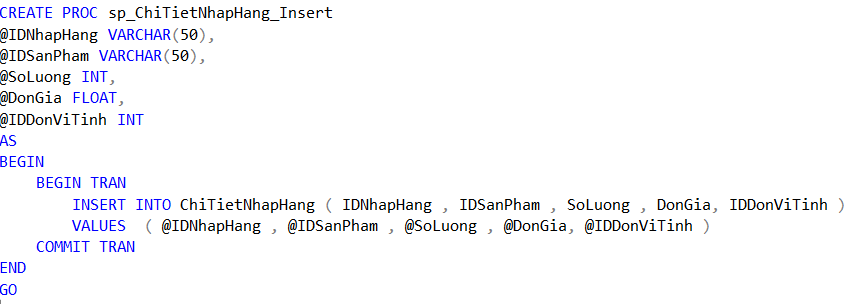 CREATE PROC sp_ChiTietNhapHang_Insert
@IDNhapHang VARCHAR(50),
@IDSanPham VARCHAR(50),
@SoLuong INT,
@DonGia FLOAT,
@IDDonViTinh INT
AS
BEGIN
    BEGIN TRAN
        INSERT INTO ChiTietNhapHang ( IDNhapHang , IDSanPham , SoLuong , DonGia, IDDonViTinh )
        VALUES  ( @IDNhapHang , @IDSanPham , @SoLuong , @DonGia, @IDDonViTinh )
    COMMIT TRAN
END
GO